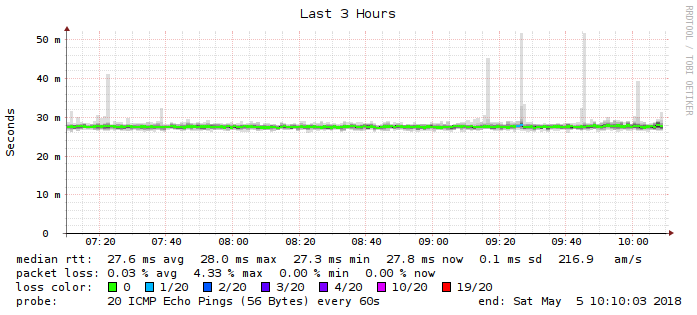 Last 3 Hours
RRDTOOL / TOBI OETIKER
Seconds
50 m
40 m
30 m
20 m
10 m
0
07:20 07:40 08:00 08:20 08:40 09:00 09:20 09:40 10:00
median rtt: 27.6 ms avg 28.0 ms max 27.3 ms min 27.8 ms now 0.1 ms sd 216.9 am/s
packet loss: 0.03 % avg 4.33 % max 0.00 % min 0.00 % now
loss color: 0 1/20 2/20 3/20 4/20 10/20 19/20
probe: 20 ICMP Echo Pings (56 Bytes) every 60s end: Sat May 5 10:10:03 2018